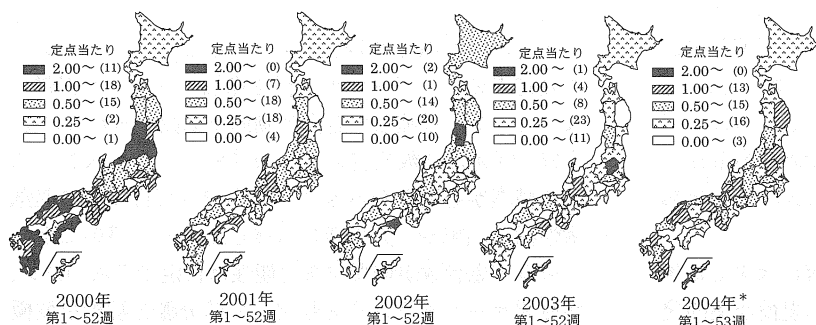 定点当たり
2.00～ (11)
1.00～ (18)
0.50～ (15)
0.25～ (2)
0.00～ (1)
2000年
第1～52週
定点当たり
2.00～ (0)
1.00～ (7)
0.50～ (18)
0.25～ (18)
0.00～ (4)
2001年
第1～52週
定点当たり
2.00～ (2)
1.00～ (1)
0.50～ (14)
0.25～ (20)
0.00～ (10)
2002年
第1～52週
定点当たり
2.00～ (1)
1.00～ (4)
0.50～ (8)
0.25～ (23)
0.00～ (11)
2003年
第1～52週
定点当たり
2.00～ (0)
1.00～ (13)
0.50～ (15)
0.25～ (16)
0.00～ (3)
2004年*
第1～53週